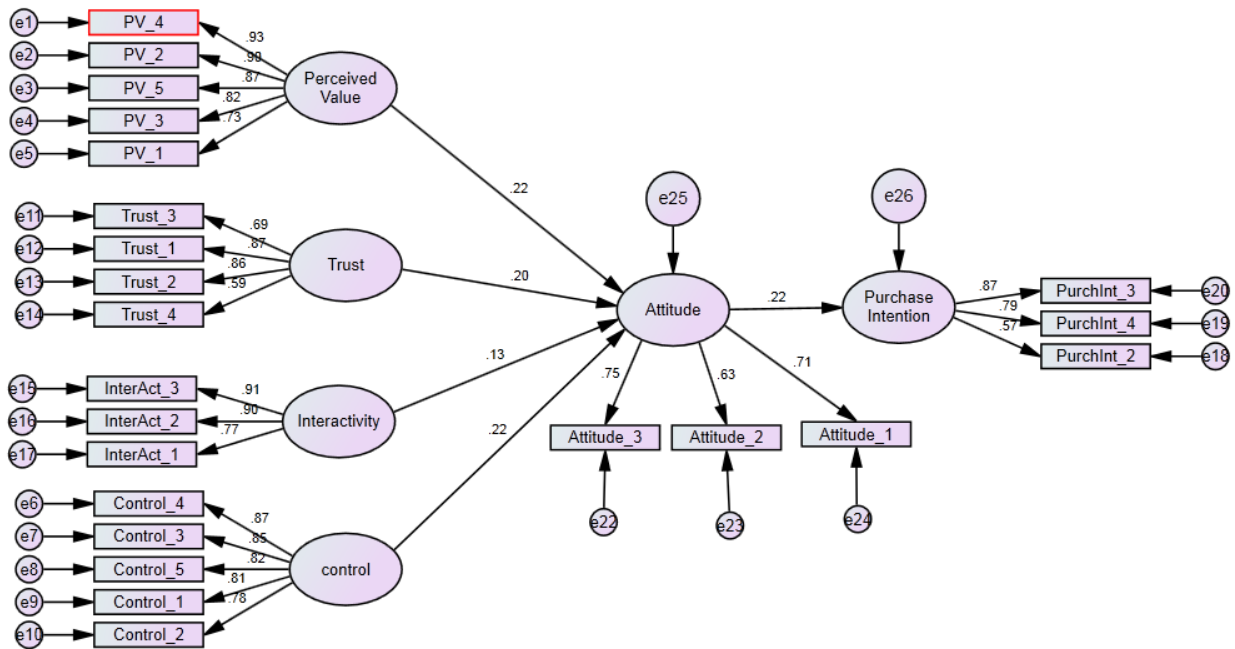 e1
PV_4
.93
e2
PV_2
.90
e3
PV_5
.87
e4
PV_3
.82
e5
PV_1
.73
Perceived
Value
.22
e11
Trust_3
.69
e12
Trust_1
.87
e13
Trust_2
.86
e14
Trust_4
.59
Trust
.20
e15
InterAct_3
.91
e16
InterAct_2
.90
e17
InterAct_1
.77
Interactivity
.13
e6
Control_4
.87
e7
Control_3
.85
e8
Control_5
.82
e9
Control_1
.81
e10
Control_2
.78
control
.22
e25
Attitude
.22
.75
.63
.71
Attitude_3
Attitude_2
Attitude_1
e22
e23
e24
e26
Purchase
Intention
.87
PurchInt_3
e20
.79
PurchInt_4
e19
.57
PurchInt_2
e18